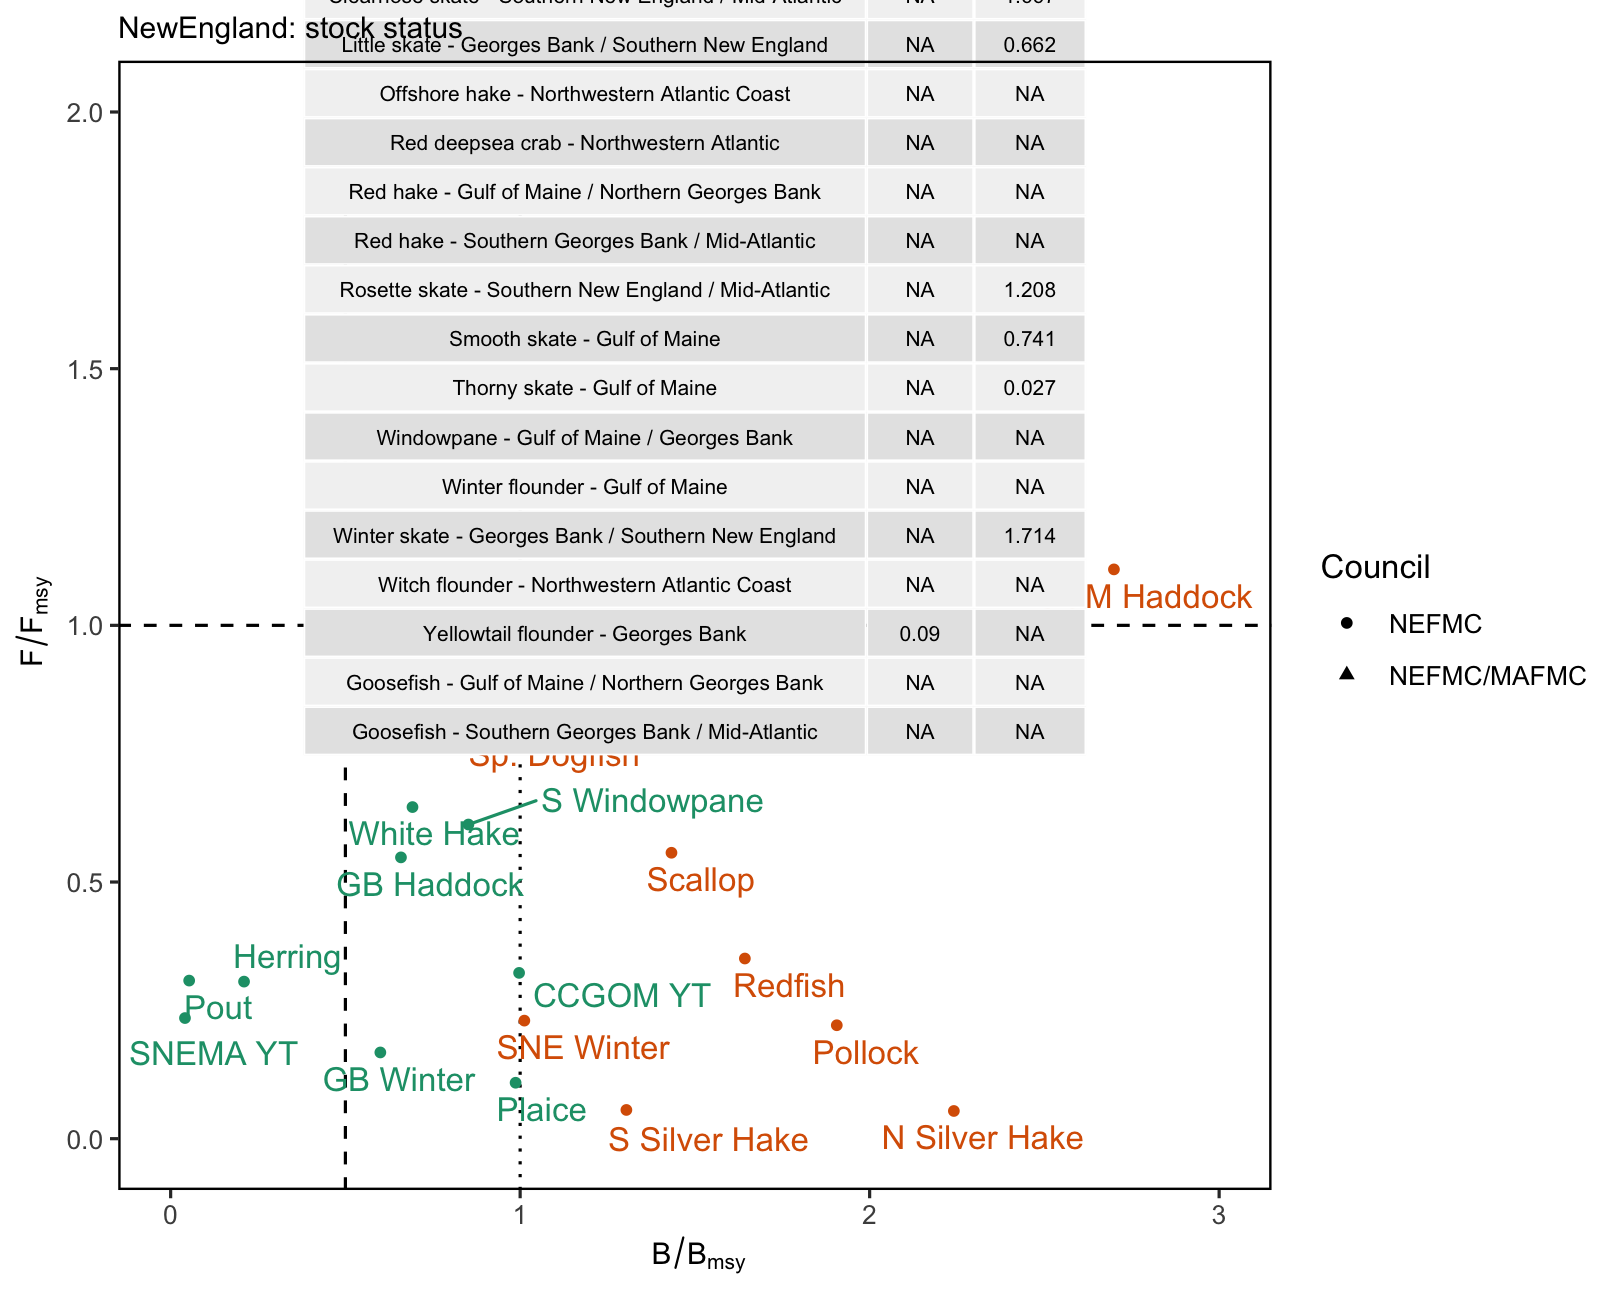 NewEngland: stock status
Little skate - Georges Bank / Southern New England NA 0.662
Offshore hake - Northwestern Atlantic Coast NA NA
Red deepsea crab - Northwestern Atlantic NA NA
Red hake - Gulf of Maine / Northern Georges Bank NA NA
Red hake - Southern Georges Bank / Mid-Atlantic NA NA
Rosette skate - Southern New England / Mid-Atlantic NA 1.208
Smooth skate - Gulf of Maine NA 0.741
Thorny skate - Gulf of Maine NA 0.027
Windowpane - Gulf of Maine / Georges Bank NA NA
Winter flounder - Gulf of Maine NA NA
Winter skate - Georges Bank / Southern New England NA 1.714
Witch flounder - Northwestern Atlantic Coast NA NA
Yellowtail flounder - Georges Bank 0.09 NA
Goosefish - Gulf of Maine / Northern Georges Bank NA NA
Goosefish - Southern Georges Bank / Mid-Atlantic NA NA
2.0
1.5
1.0
0.5
0.0
F/Fmsy
M Haddock
Sp. Dogfish
S Windowpane
White Hake
GB Haddock
Scallop
Herring
Pout
SNEMA YT
CCGOM YT
Redfish
SNE Winter
Pollock
GB Winter
Plaice
S Silver Hake
N Silver Hake
0
1
2
3
B/Bmsy
Council
NEFMC
NEFMC/MAFMC